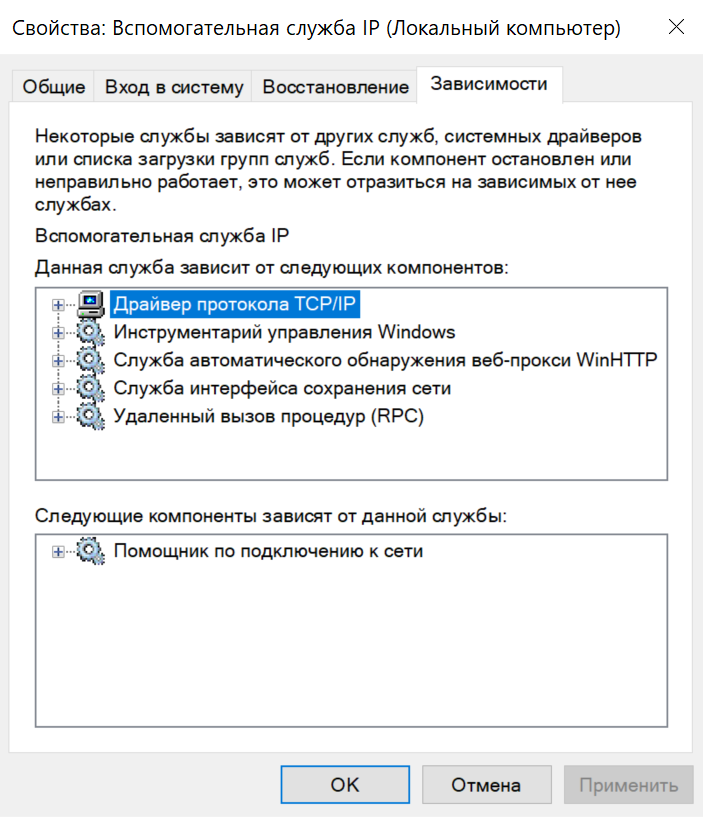 Свойства: Вспомогательная служба IP (Локальный компьютер)
Общие
Вход в систему
Восстановление
Зависимости
Некоторые службы зависят от других служб, системных драйверов
или списка загрузки групп служб. Если компонент остановлен или
неправильно работает, это может отразиться на зависимых от нее
службах.
Вспомогательная служба IP
Данная служба зависит от следующих компонентов:
Драйвер протокола TCP/IP
Инструментарий управления Windows
Служба автоматического обнаружения веб-прокси WinHTTP
Служба интерфейса сохранения сети
Удаленный вызов процедур (RPC)
Следующие компоненты зависят от данной службы:
Помощник по подключению к сети
OK
Отмена
Применить